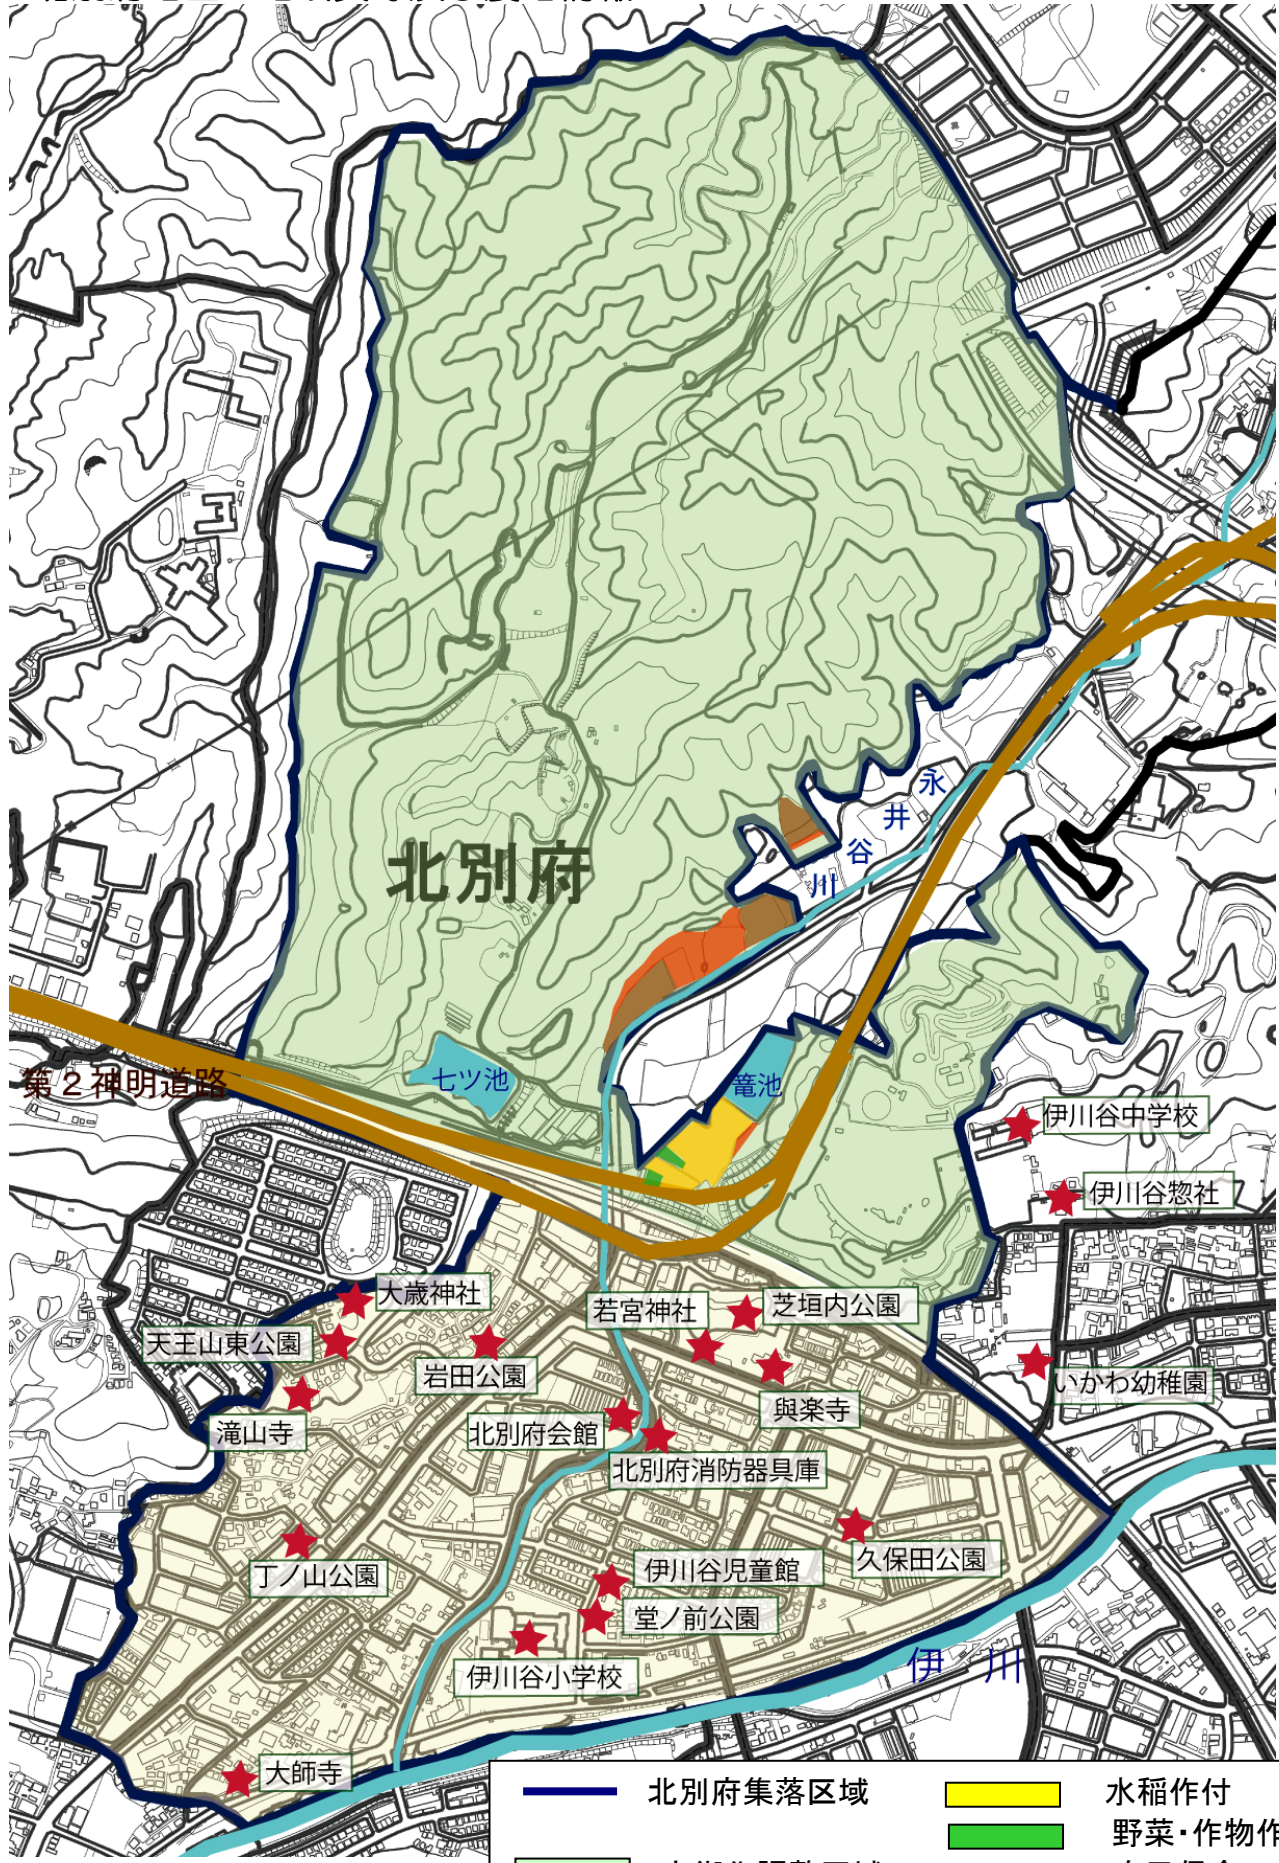 永井谷川
北別府
七ツ池
篭池
第2神明道路
伊川谷中学校
伊川谷惣社
大歳神社
若宮神社
芝垣内公園
天王山東公園
岩田公園
いかわ幼稚園
與楽寺
滝山寺
北別府会館
北別府消防器具庫
久保田公園
伊川谷児童館
丁ノ山公園
堂ノ前公園
伊川谷小学校
伊川
大師寺
北別府集落区域
水稲作付
野菜・作物作